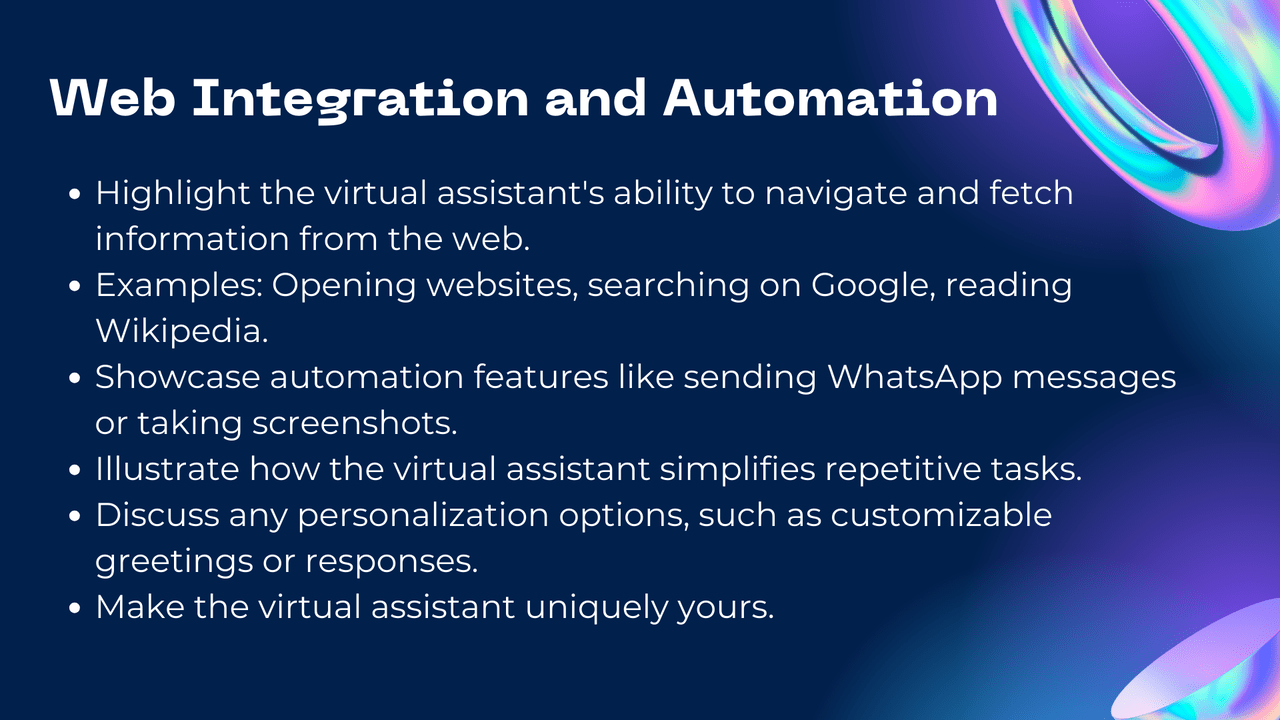 Web Integration and Automation
• Highlight the virtual assistant's ability to navigate and fetch
information from the web.
• Examples: Opening websites, searching on Google, reading
Wikipedia.
• Showcase automation features like sending WhatsApp messages
or taking screenshots.
• Illustrate how the virtual assistant simplifies repetitive tasks.
• Discuss any personalization options, such as customizable
greetings or responses.
• Make the virtual assistant uniquely yours.